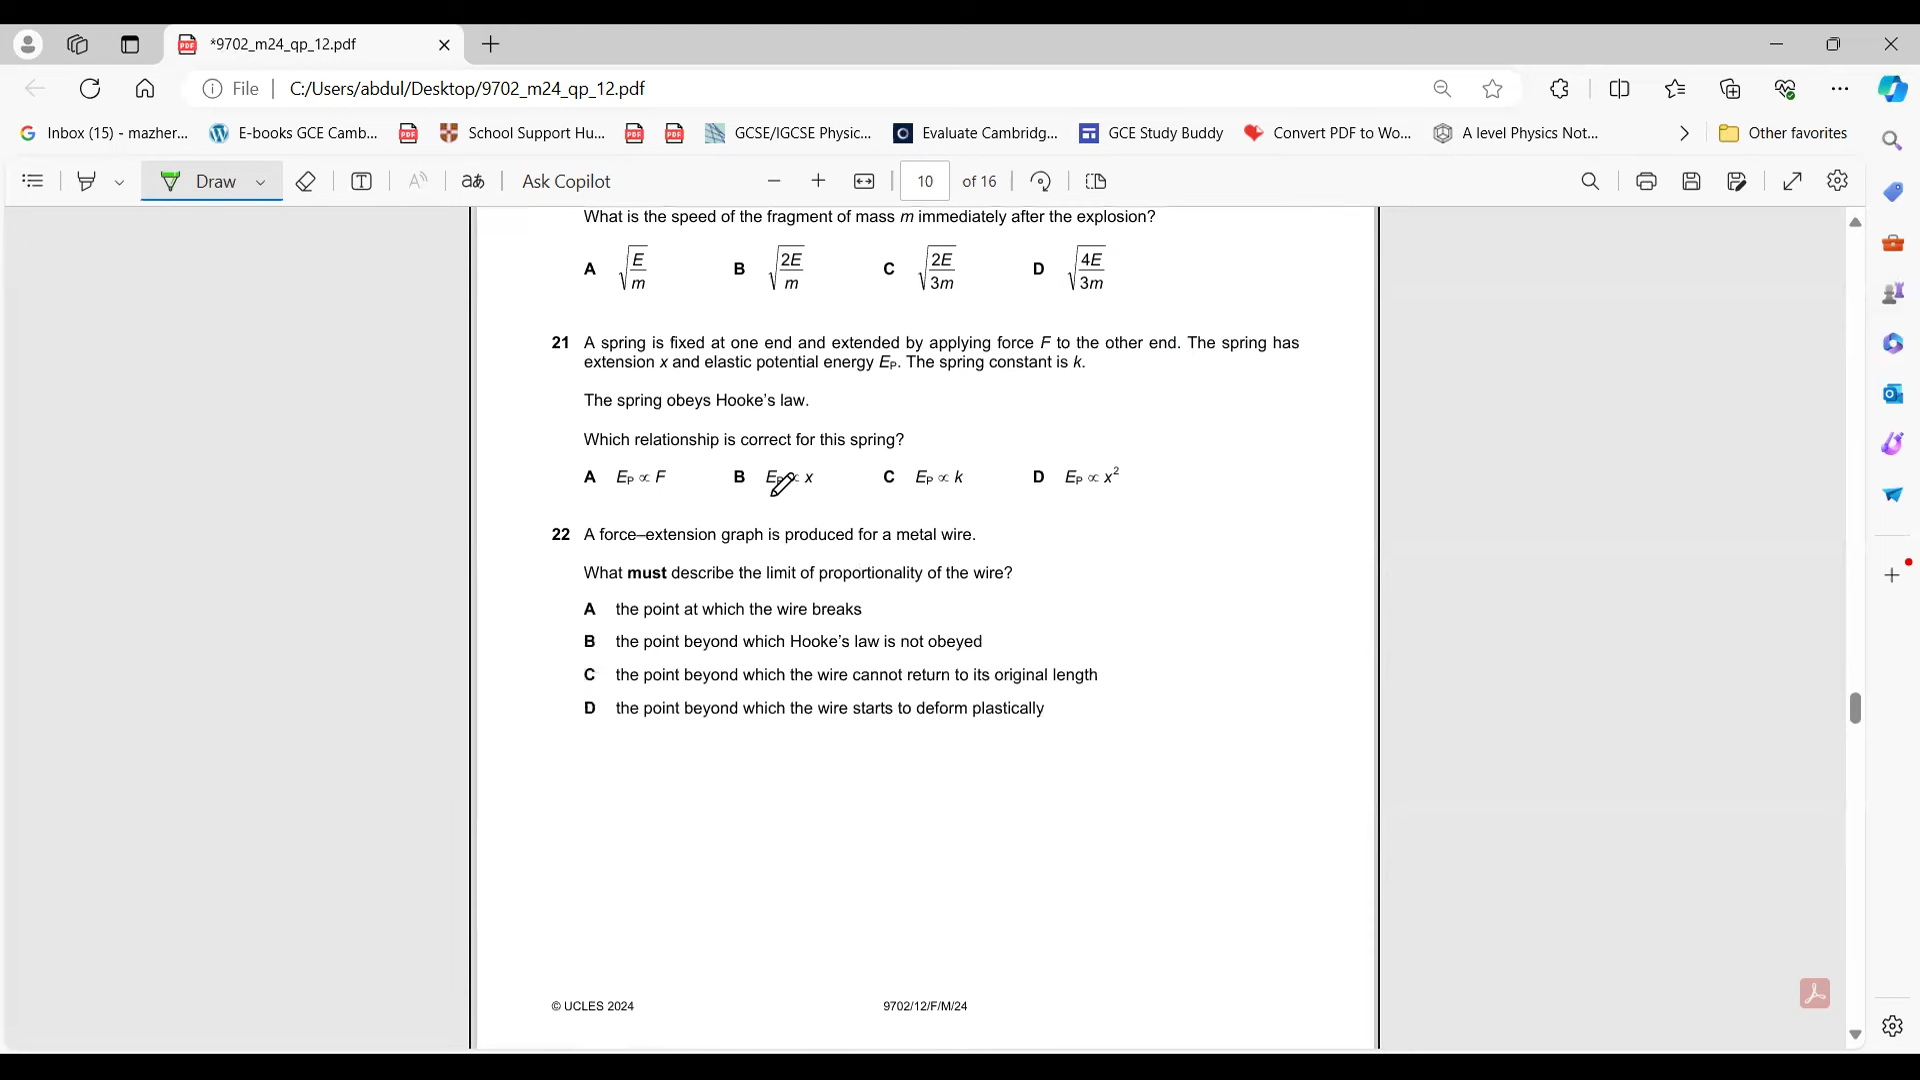 *9702_m24_qp_12.pdf
File | C:/Users/abdul/Desktop/9702_m24_qp_12.pdf
Inbox (15) - mazher... E-books GCE Camb... School Support Hu... GCSE/IGCSE Physic... Evaluate Cambridg... GCE Study Buddy Convert PDF to Wo... A level Physics Not... Other favorites
Draw aあ Ask Copilot 10 of 16
What is the speed of the fragment of mass m immediately after the explosion?
A √(E/m) B √(2E/m) C √(2E/3m) D √(4E/3m)
21 A spring is fixed at one end and extended by applying force F to the other end. The spring has
extension x and elastic potential energy EP. The spring constant is k.
The spring obeys Hooke's law.
Which relationship is correct for this spring?
A EP ∝ F B EP ∝ x C EP ∝ k D EP ∝ x²
22 A force–extension graph is produced for a metal wire.
What must describe the limit of proportionality of the wire?
A the point at which the wire breaks
B the point beyond which Hooke's law is not obeyed
C the point beyond which the wire cannot return to its original length
D the point beyond which the wire starts to deform plastically
© UCLES 2024 9702/12/F/M/24